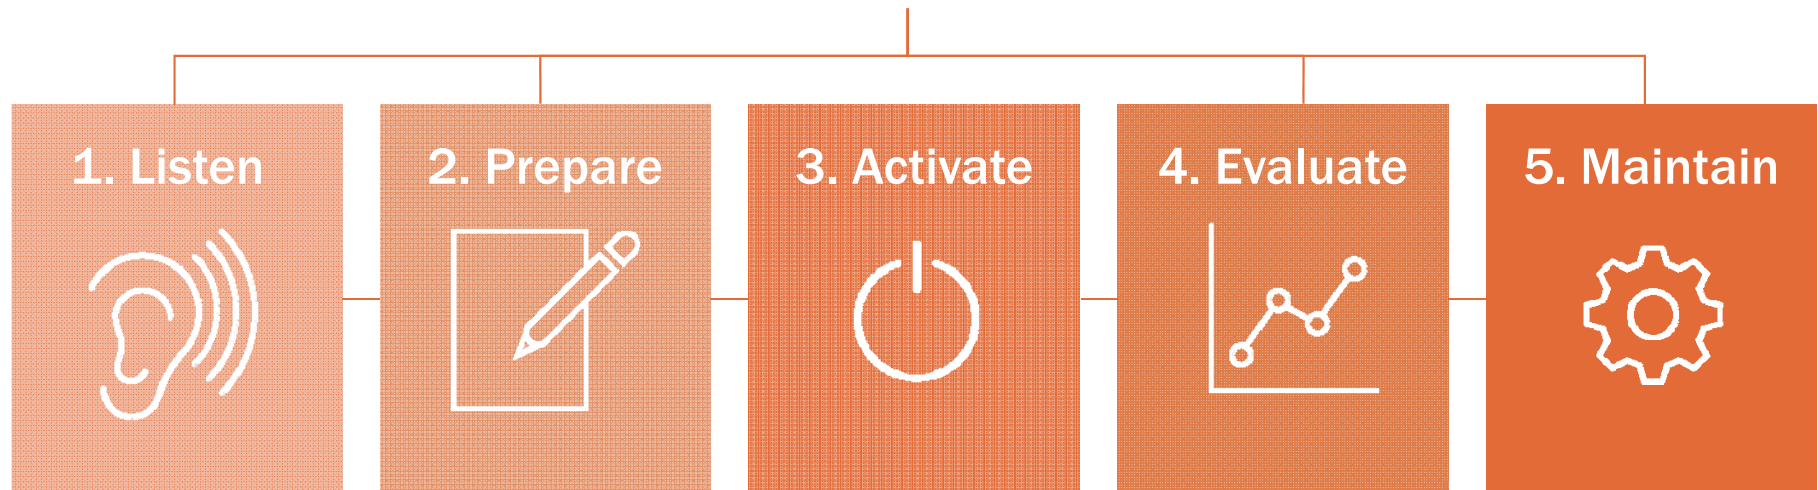 1. Listen
2. Prepare
3. Activate
4. Evaluate
5. Maintain